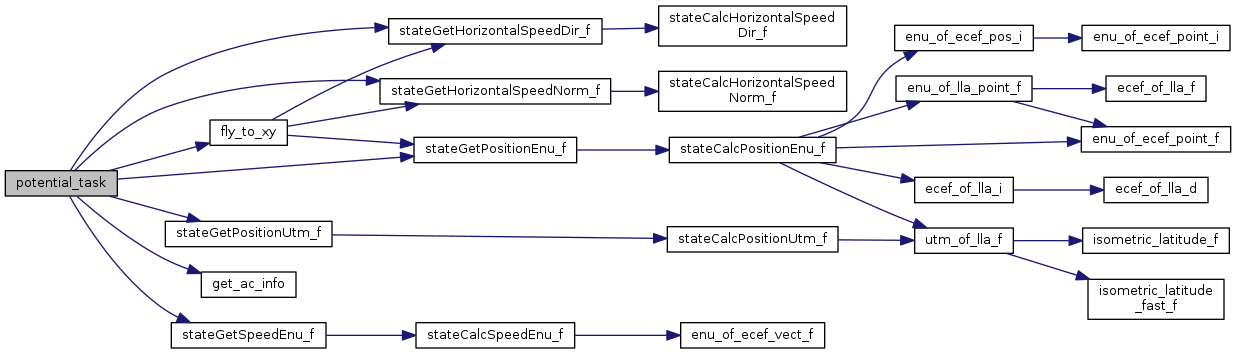 stateGetHorizontalSpeedDir_f
stateCalcHorizontalSpeed
Dir_f
enu_of_ecef_pos_i
enu_of_ecef_point_i
stateGetHorizontalSpeedNorm_f
stateCalcHorizontalSpeed
Norm_f
enu_of_lla_point_f
ecef_of_lla_f
fly_to_xy
stateGetPositionEnu_f
stateCalcPositionEnu_f
enu_of_ecef_point_f
potential_task
ecef_of_lla_i
ecef_of_lla_d
stateGetPositionUtm_f
stateCalcPositionUtm_f
utm_of_lla_f
isometric_latitude_f
get_ac_info
isometric_latitude
_fast_f
stateGetSpeedEnu_f
stateCalcSpeedEnu_f
enu_of_ecef_vect_f